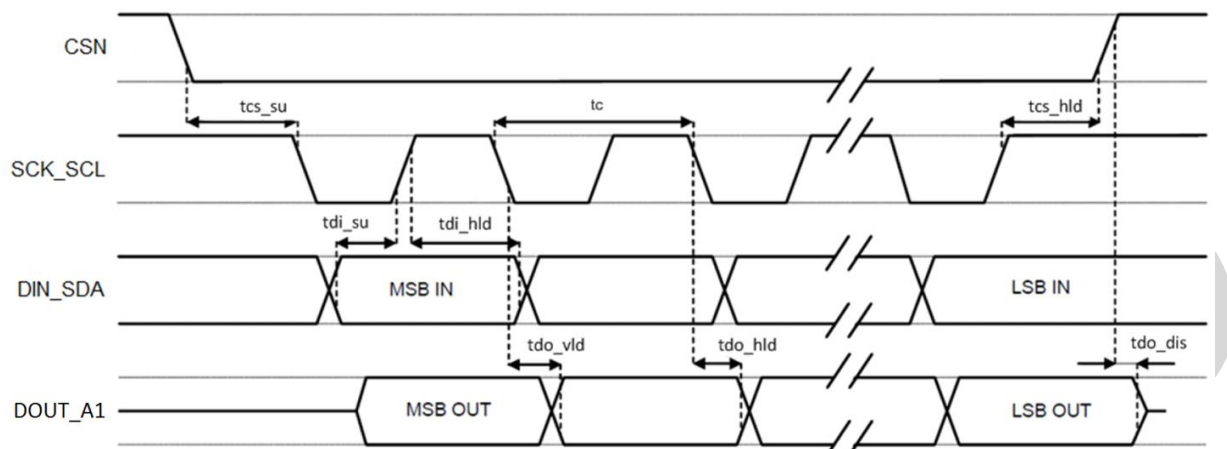 CSN
tcs_su
tc
tcs_hld
SCK_SCL
tdi_su
tdi_hld
DIN_SDA
MSB IN
LSB IN
tdo_vld
tdo_hld
tdo_dis
DOUT_A1
MSB OUT
LSB OUT